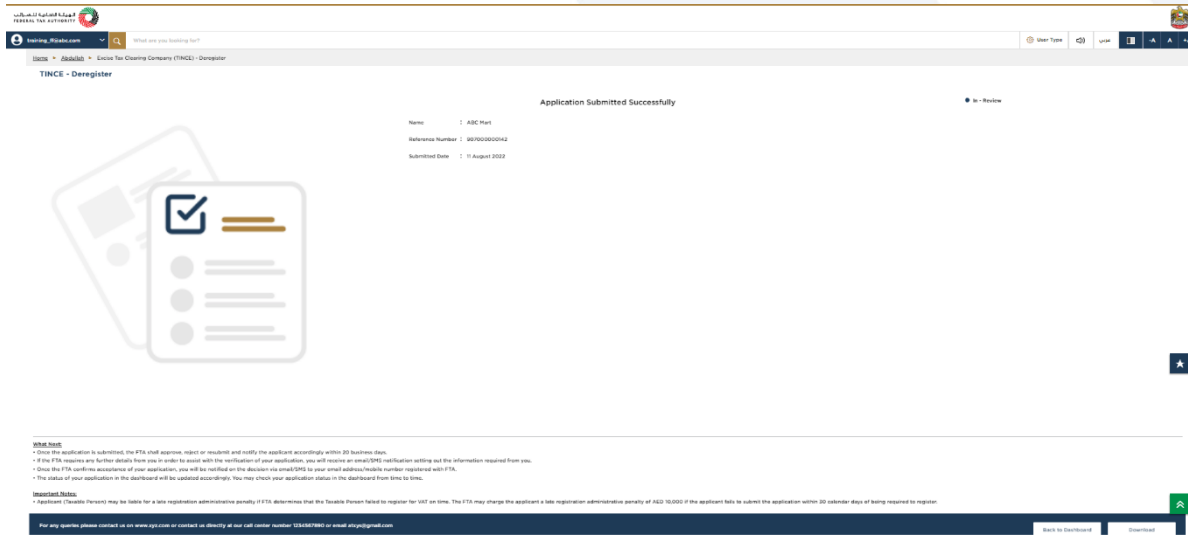 الهيئة الاتحادية للضرائب
FEDERAL TAX AUTHORITY
What are you looking for?
User Type
عربي
-A A
Home > Abdullah > Excise Tax Clearing Company (TINCE) - Deregister
TINCE - Deregister
Application Submitted Successfully
In - Review
Name : ABC Mart
Reference Number : 907000000142
Submitted Date : 11 August 2022
What Next:
• Once the application is submitted, the FTA shall approve, reject or resubmit and notify the applicant accordingly within 20 business days.
• If the FTA requires any further details from you in order to assist with the verification of your application, you will receive an email/SMS notification setting out the information required from you.
• Once the FTA confirms acceptance of your application, you will be notified on the decision via email/SMS to your email address/mobile number registered with FTA.
• The status of your application in the dashboard will be updated accordingly. You may check your application status in the dashboard from time to time.
Important Notes:
• Applicant (Taxable Person) may be liable for a late registration administrative penalty if FTA determines that the Taxable Person failed to register for VAT on time. The FTA may charge the applicant a late registration administrative penalty of AED 10,000 if the applicant fails to submit the application within 30 calendar days of being required to register.
For any queries please contact us on www.xyz.com or contact us directly at our call center number 1234567890 or email atcys@gmail.com
Back to Dashboard
Download